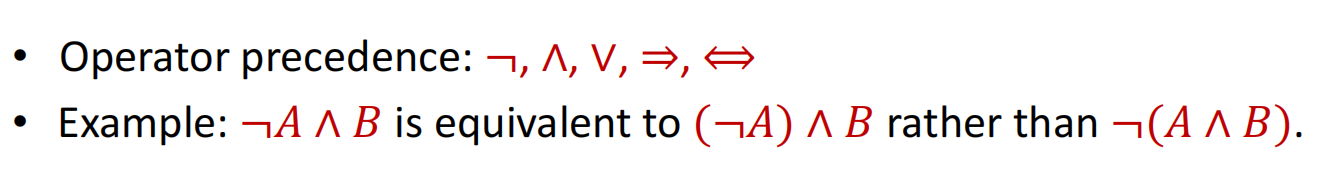 • Operator precedence: ¬, ∧, ∨, ⇒, ⟺
• Example: ¬A ∧ B is equivalent to (¬A) ∧ B rather than ¬(A ∧ B).